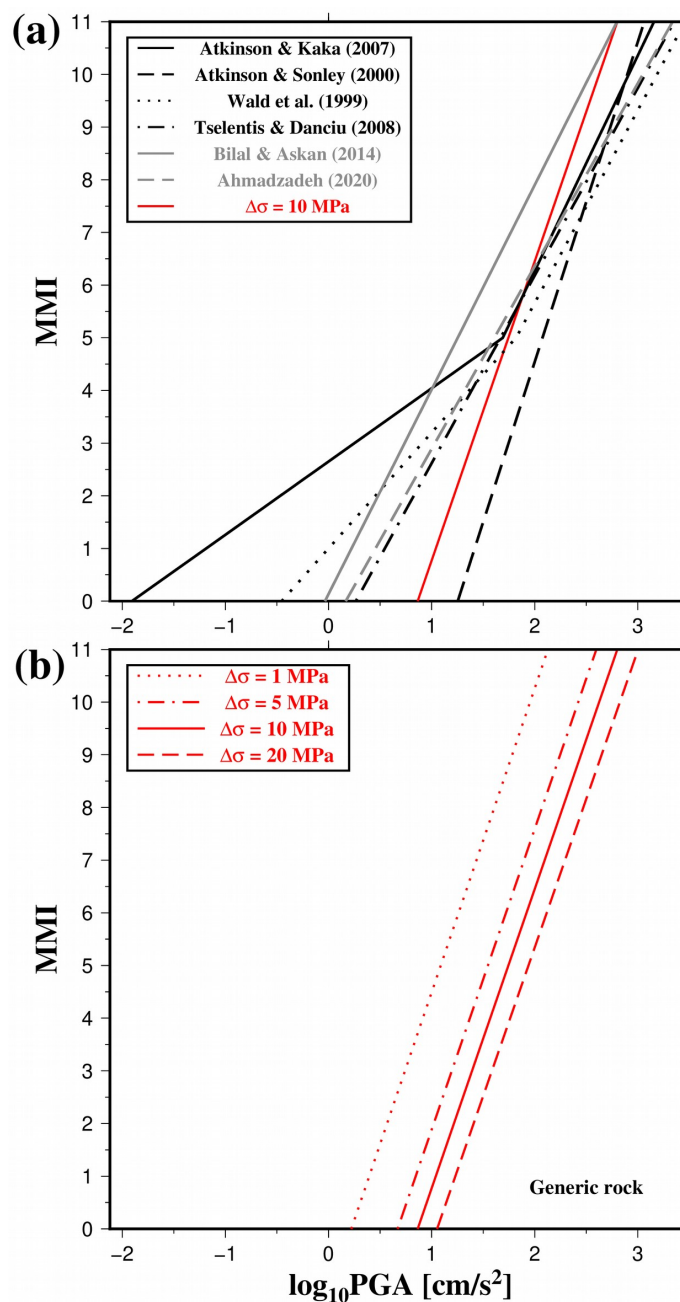 (a)
Atkinson & Kaka (2007)
Atkinson & Sonley (2000)
Wald et al. (1999)
Tselentis & Danciu (2008)
Bilal & Askan (2014)
Ahmadzadeh (2020)
Δσ = 10 MPa
MMI
11
10
9
8
7
6
5
4
3
2
1
0
−2 −1 0 1 2 3
(b)
Δσ = 1 MPa
Δσ = 5 MPa
Δσ = 10 MPa
Δσ = 20 MPa
MMI
11
10
9
8
7
6
5
4
3
2
1
0
Generic rock
−2 −1 0 1 2 3
log₁₀PGA [cm/s²]